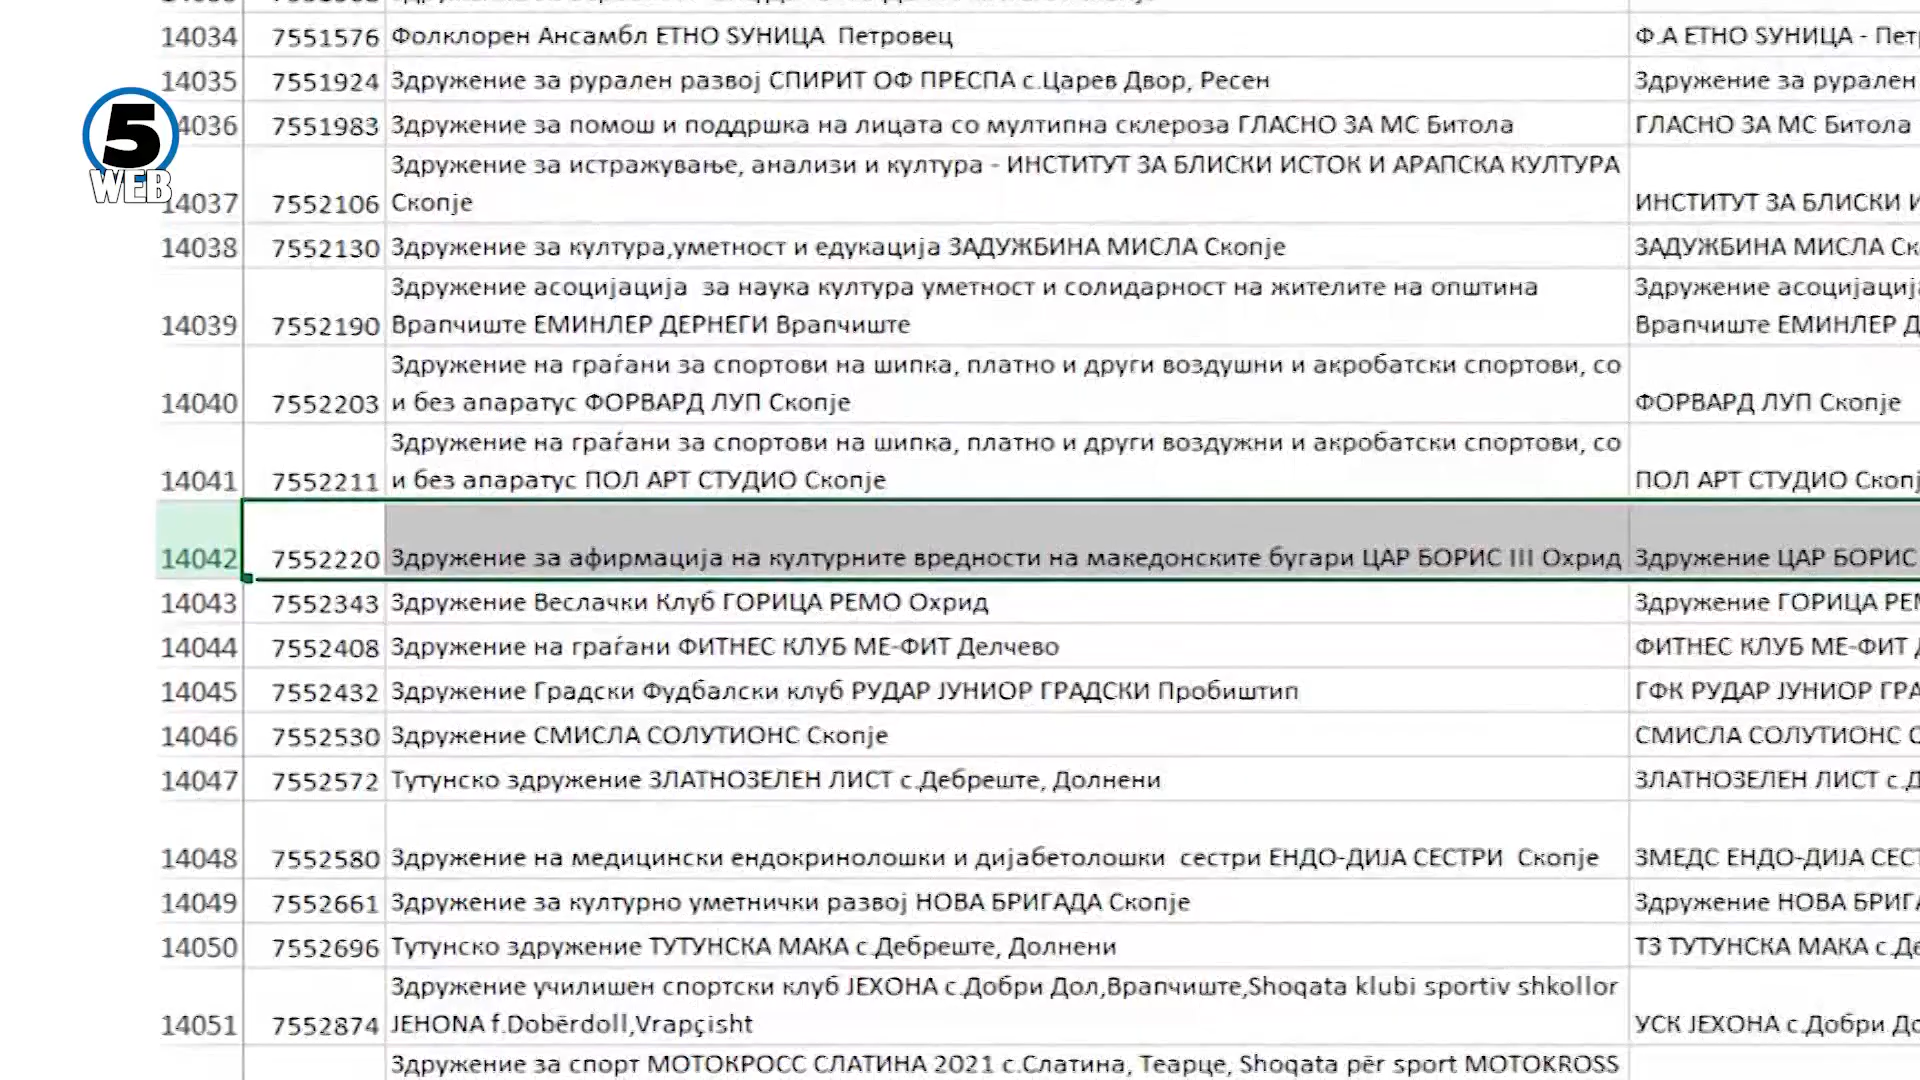 14034 7551576 Фолклорен Ансамбл ЕТНО ЅУНИЦА  Петровец Ф.А ЕТНО ЅУНИЦА -
14035 7551924 Здружение за рурален развој СПИРИТ ОФ ПРЕСПА с.Царев Двор, Ресен Здружение за рурален
5
WEB
4036 7551983 Здружение за помош и поддршка на лицата со мултипна склероза ГЛАСНО ЗА МС Битола ГЛАСНО ЗА МС Битола
Здружение за истражување, анализи и култура - ИНСТИТУТ ЗА БЛИСКИ ИСТОК И АРАПСКА КУЛТУРА
14037 7552106 Скопје ИНСТИТУТ ЗА БЛИСКИ
14038 7552130 Здружение за култура,уметност и едукација ЗАДУЖБИНА МИСЛА Скопје ЗАДУЖБИНА МИСЛА
Здружение асоцијација  за наука култура уметност и солидарност на жителите на општина Здружение
14039 7552190 Врапчиште ЕМИНЛЕР ДЕРНЕГИ Врапчиште Врапчиште ЕМИНЛЕР
Здружение на граѓани за спортови на шипка, платно и други воздушни и акробатски спортови, со
14040 7552203 и без апаратус ФОРВАРД ЛУП Скопје ФОРВАРД ЛУП Скопје
Здружение на граѓани за спортови на шипка, платно и други воздужни и акробатски спортови, со
14041 7552211 и без апаратус ПОЛ АРТ СТУДИО Скопје ПОЛ АРТ СТУДИО
14042 7552220 Здружение за афирмација на културните вредности на македонските бугари ЦАР БОРИС III Охрид Здружение ЦАР БОРИС
14043 7552343 Здружение Веслачки Клуб ГОРИЦА РЕМО Охрид Здружение ГОРИЦА
14044 7552408 Здружение на граѓани ФИТНЕС КЛУБ МЕ-ФИТ Делчево ФИТНЕС КЛУБ МЕ-ФИТ
14045 7552432 Здружение Градски Фудбалски клуб РУДАР ЈУНИОР ГРАДСКИ Пробиштип ГФК РУДАР ЈУНИОР
14046 7552530 Здружение СМИСЛА СОЛУТИОНС Скопје СМИСЛА СОЛУТИОНС
14047 7552572 Тутунско здружение ЗЛАТНОЗЕЛЕН ЛИСТ с.Дебреште, Долнени ЗЛАТНОЗЕЛЕН ЛИСТ
14048 7552580 Здружение на медицински ендокринолошки и дијабетолошки  сестри ЕНДО-ДИЈА СЕСТРИ  Скопје ЗМЕДС ЕНДО-ДИЈА
14049 7552661 Здружение за културно уметнички развој НОВА БРИГАДА Скопје Здружение НОВА
14050 7552696 Тутунско здружение ТУТУНСКА МАКА с.Дебреште, Долнени ТЗ ТУТУНСКА МАКА
Здружение училишен спортски клуб ЈЕХОНА с.Добри Дол,Врапчиште,Shoqata klubi sportiv shkollor
14051 7552874 JEHONA f.Dobërdoll,Vrapçisht УСК ЈЕХОНА с.Добри
Здружение за спорт МОТОКРОСС СЛАТИНА 2021 с.Слатина, Теарце, Shoqata për sport MOTOKROSS